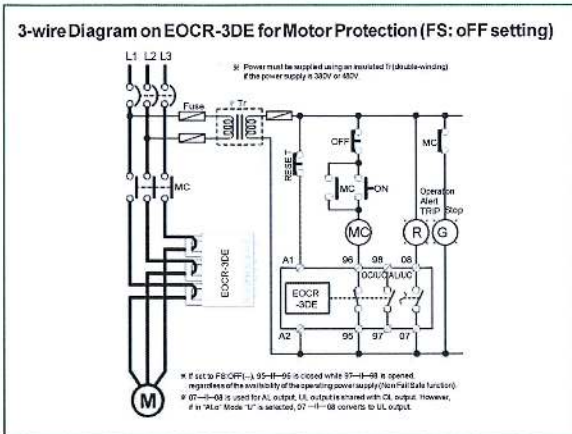 3-wire Diagram on EOCR-3DE for Motor Protection (FS: oFF setting)
L1 L2 L3
※ Power must be supplied using an insulated Tr(double-winding)
if the power supply is 380V or 480V.
Fuse
Tr
OFF
MC
RESET
MC
MC
ON
Operation
Alert
TRIP
Stop
MC
R
G
EOCR-3DE
A1
96
98
08
OC/UC
AL/UC
EOCR
-3DE
A2
95
97
07
M
※ If set to FS:OFF(--), 95-II-96 is closed while 97-II-98 is opened,
regardless of the availability of the operating power supply (Non Fail Safe function).
※ 07-II-08 is used for AL output, UL output is shared with OL output. However,
if in "ALo" Mode "U" is selected, 07-II-08 converts to UL output.